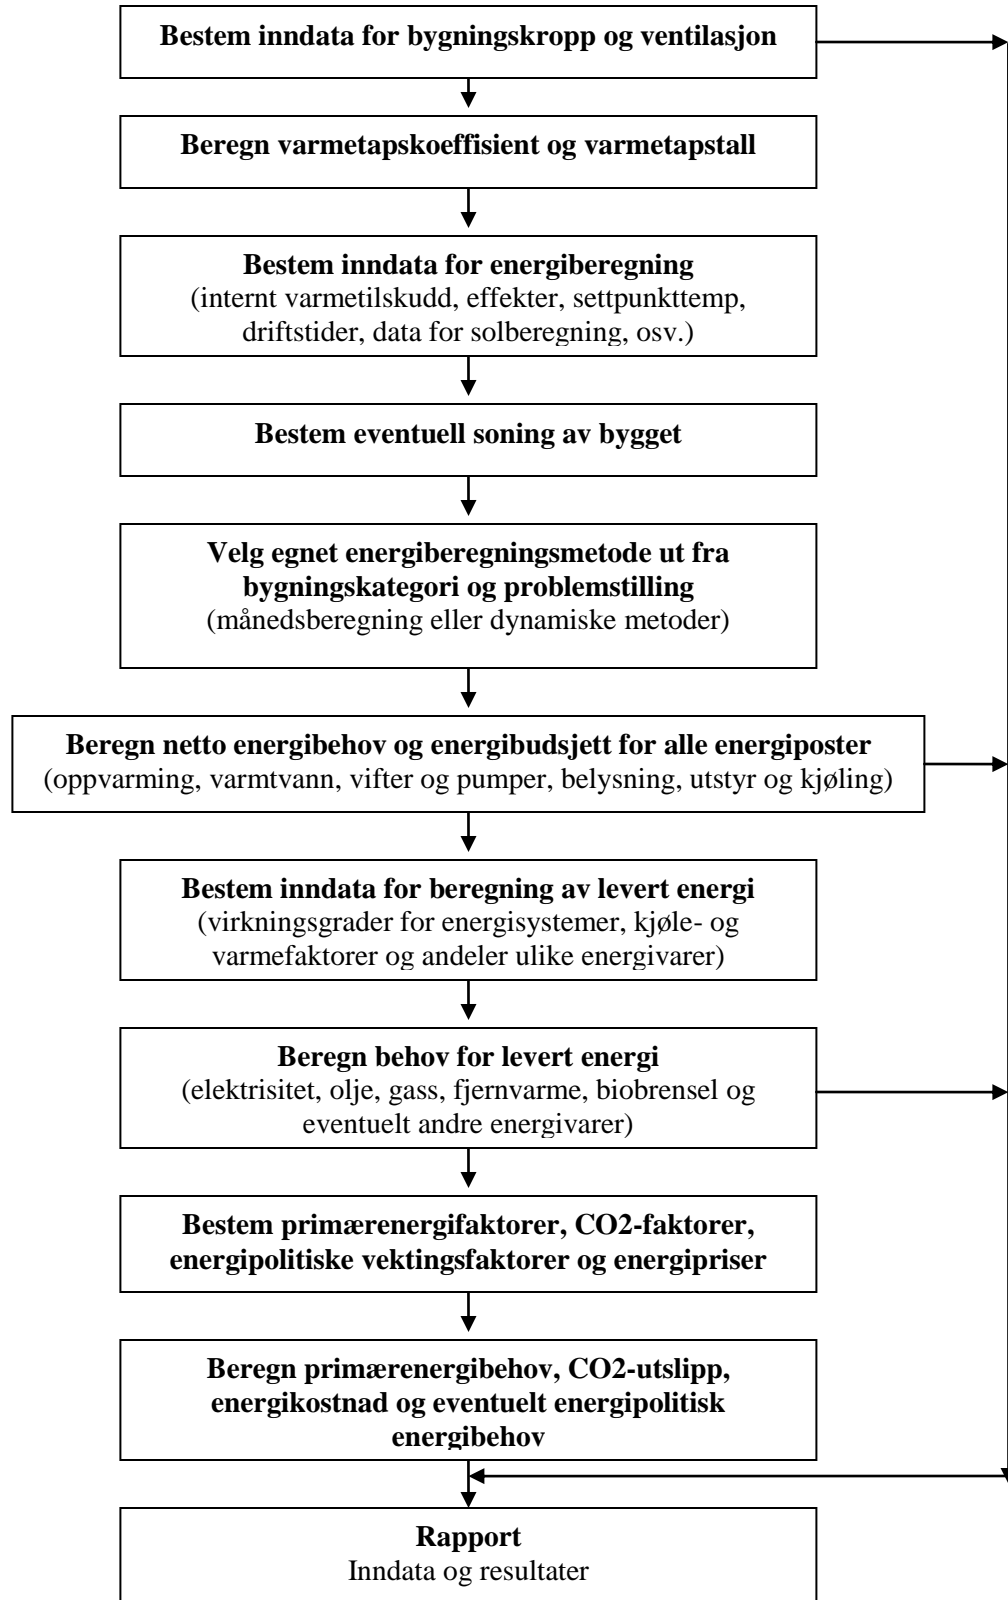 Bestem inndata for bygningskropp og ventilasjon
Beregn varmetapskoeffisient og varmetapstall
Bestem inndata for energiberegning
(internt varmetilskudd, effekter, settpunkttemp,
driftstider, data for solberegning, osv.)
Bestem eventuell soning av bygget
Velg egnet energiberegningsmetode ut fra
bygningskategori og problemstilling
(månedsberegning eller dynamiske metoder)
Beregn netto energibehov og energibudsjett for alle energiposter
(oppvarming, varmtvann, vifter og pumper, belysning, utstyr og kjøling)
Bestem inndata for beregning av levert energi
(virkningsgrader for energisystemer, kjøle- og
varmefaktorer og andeler ulike energivarer)
Beregn behov for levert energi
(elektrisitet, olje, gass, fjernvarme, biobrensel og
eventuelt andre energivarer)
Bestem primærenergifaktorer, CO2-faktorer,
energipolitiske vektingsfaktorer og energipriser
Beregn primærenergibehov, CO2-utslipp,
energikostnad og eventuelt energipolitisk
energibehov
Rapport
Inndata og resultater